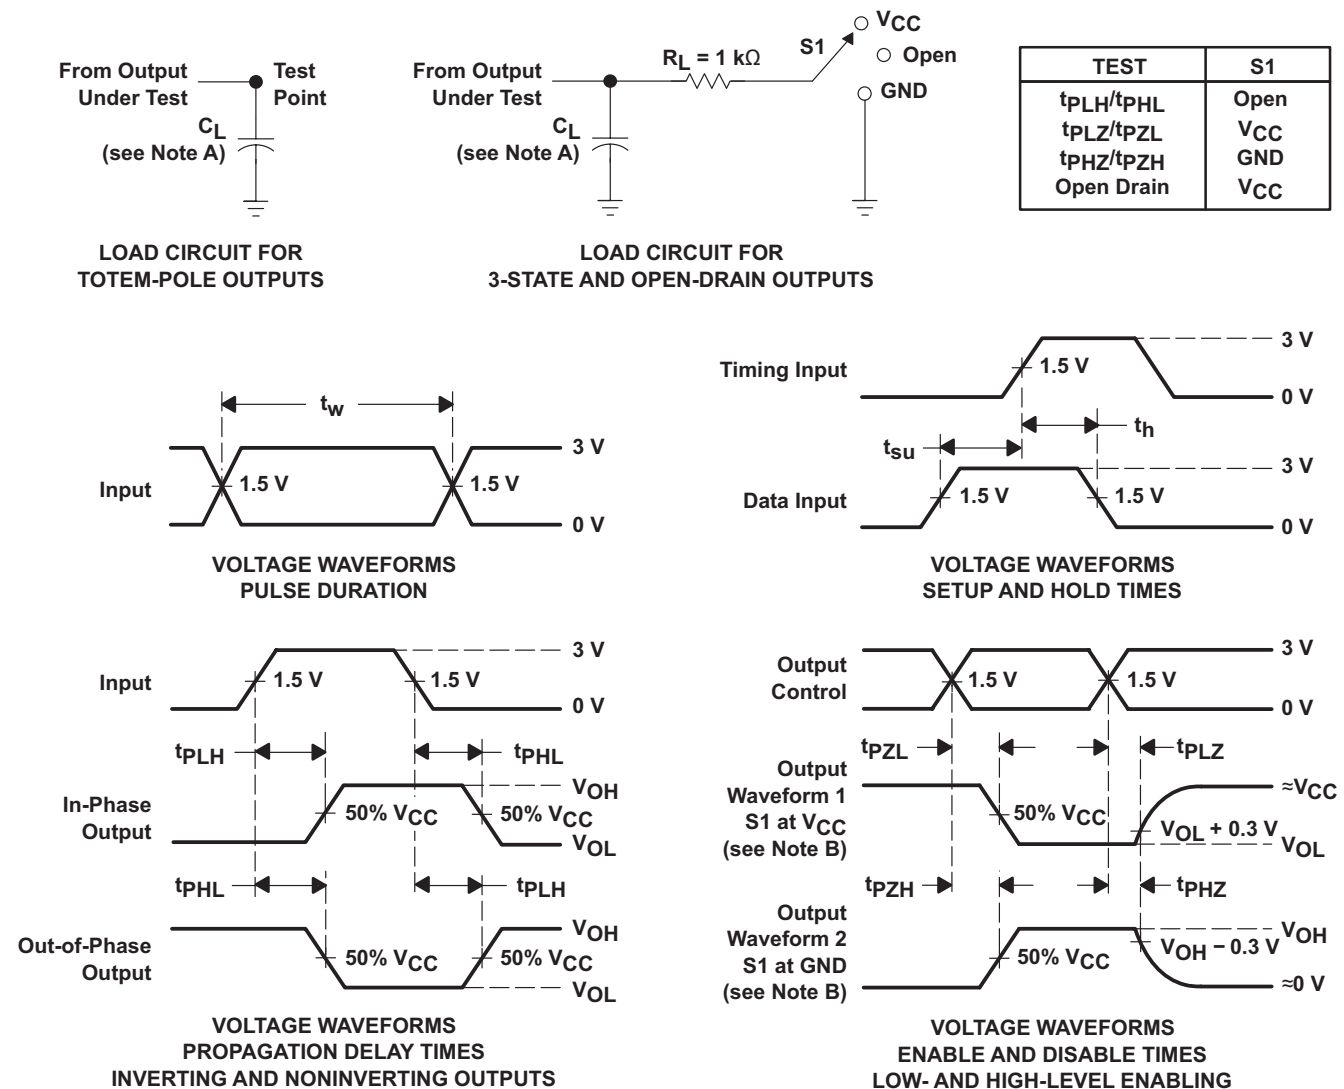 From Output
Under Test
Test
Point
CL
(see Note A)
LOAD CIRCUIT FOR
TOTEM-POLE OUTPUTS
From Output
Under Test
RL = 1 kΩ
S1
VCC
Open
GND
CL
(see Note A)
LOAD CIRCUIT FOR
3-STATE AND OPEN-DRAIN OUTPUTS
TEST S1
tPLH/tPHL Open
tPLZ/tPZL VCC
tPHZ/tPZH GND
Open Drain VCC
tw
Input
1.5 V
1.5 V
3 V
0 V
VOLTAGE WAVEFORMS
PULSE DURATION
Timing Input
1.5 V
3 V
0 V
th
tsu
Data Input
1.5 V
1.5 V
3 V
0 V
VOLTAGE WAVEFORMS
SETUP AND HOLD TIMES
Input
1.5 V
1.5 V
3 V
0 V
tPLH
tPHL
In-Phase
Output
50% VCC
50% VCC
VOH
VOL
tPHL
tPLH
Out-of-Phase
Output
50% VCC
50% VCC
VOH
VOL
VOLTAGE WAVEFORMS
PROPAGATION DELAY TIMES
INVERTING AND NONINVERTING OUTPUTS
Output
Control
1.5 V
1.5 V
3 V
0 V
tPZL
tPLZ
Output
Waveform 1
S1 at VCC
(see Note B)
50% VCC
VOL + 0.3 V
≈VCC
VOL
tPZH
tPHZ
Output
Waveform 2
S1 at GND
(see Note B)
50% VCC
VOH − 0.3 V
VOH
≈0 V
VOLTAGE WAVEFORMS
ENABLE AND DISABLE TIMES
LOW- AND HIGH-LEVEL ENABLING